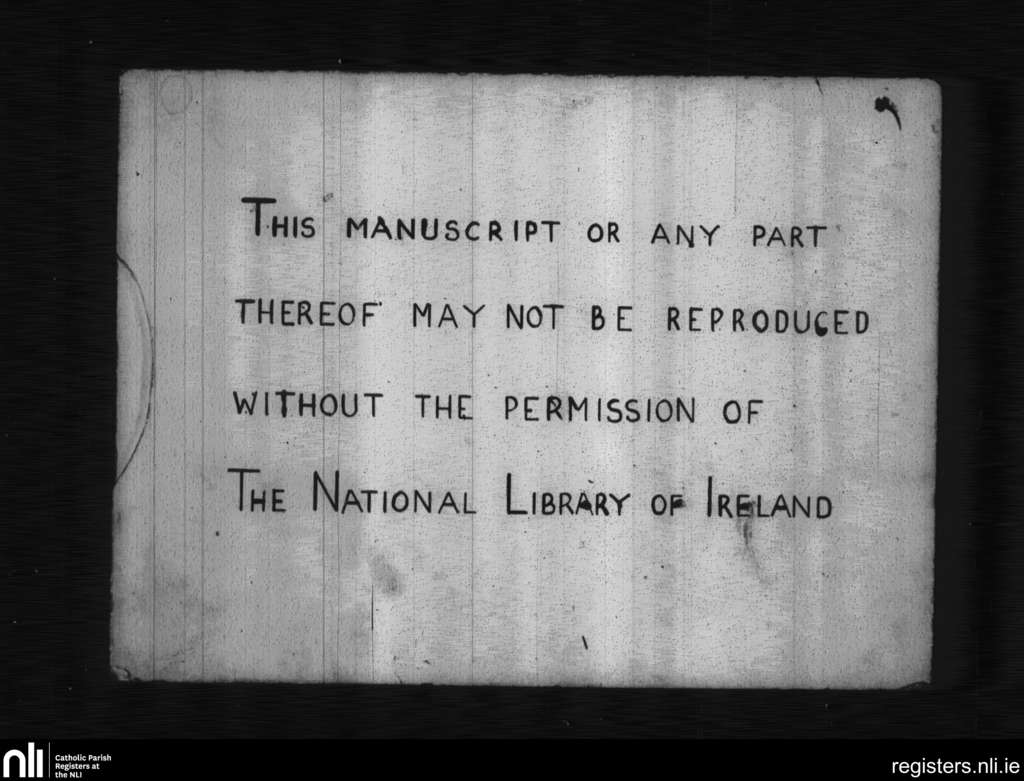 This manuscript or any part
thereof may not be reproduced
without the permission of
The National Library of Ireland
nli
Catholic Parish
Registers at
the NLI
registers.nli.ie